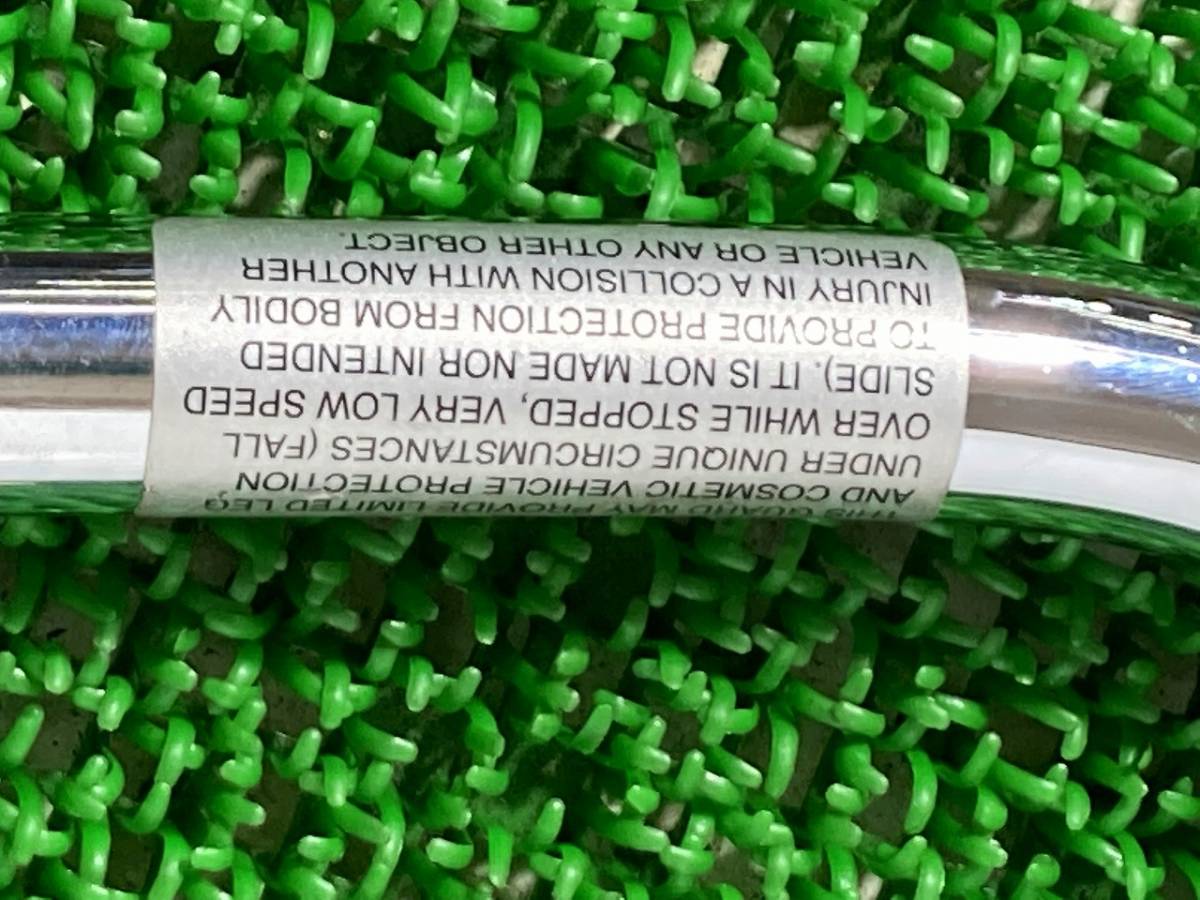 THIS GUARD MAY PROVIDE LIMITED LEG
AND COSMETIC VEHICLE PROTECTION
UNDER UNIQUE CIRCUMSTANCES (FALL
OVER WHILE STOPPED, VERY LOW SPEED
SLIDE). IT IS NOT MADE NOR INTENDED
TO PROVIDE PROTECTION FROM BODILY
INJURY IN A COLLISION WITH ANOTHER
VEHICLE OR ANY OTHER OBJECT.